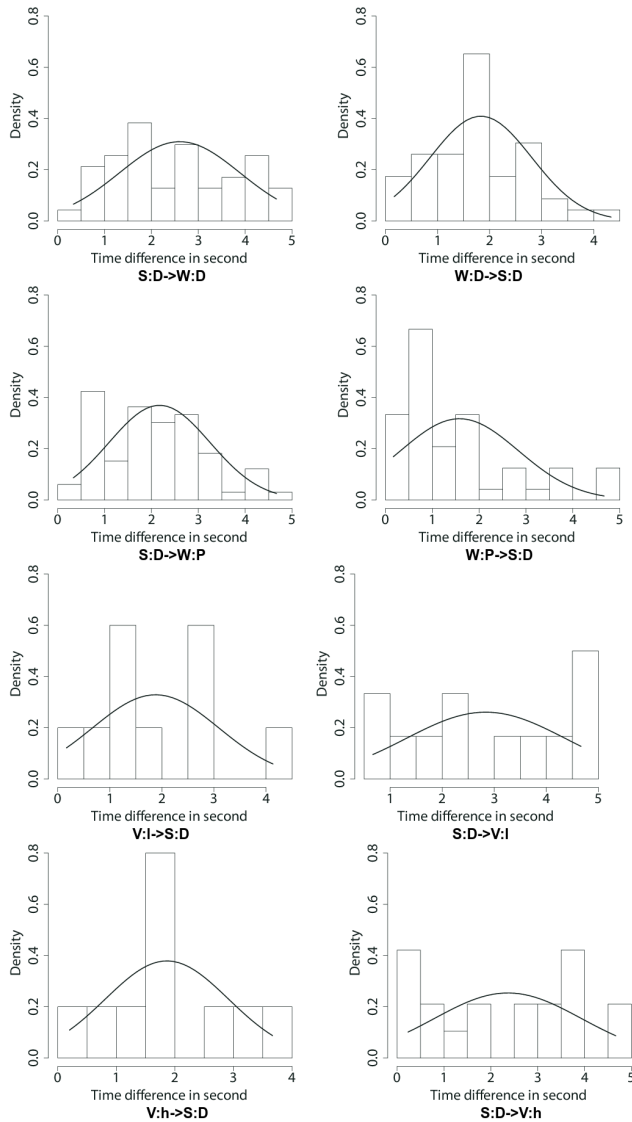 0.0 0.2 0.4 0.6 0.8
Density
0 1 2 3 4 5
Time difference in second
S:D->W:D
0.0 0.2 0.4 0.6 0.8
Density
0 1 2 3 4
Time difference in second
W:D->S:D
0.0 0.2 0.4 0.6 0.8
Density
0 1 2 3 4 5
Time difference in second
S:D->W:P
0.0 0.2 0.4 0.6 0.8
Density
0 1 2 3 4 5
Time difference in second
W:P->S:D
0.0 0.2 0.4 0.6 0.8
Density
0 1 2 3 4
Time difference in second
V:l->S:D
0.0 0.2 0.4 0.6 0.8
Density
1 2 3 4 5
Time difference in second
S:D->V:l
0.0 0.2 0.4 0.6 0.8
Density
0 1 2 3 4
Time difference in second
V:h->S:D
0.0 0.2 0.4 0.6 0.8
Density
0 1 2 3 4 5
Time difference in second
S:D->V:h